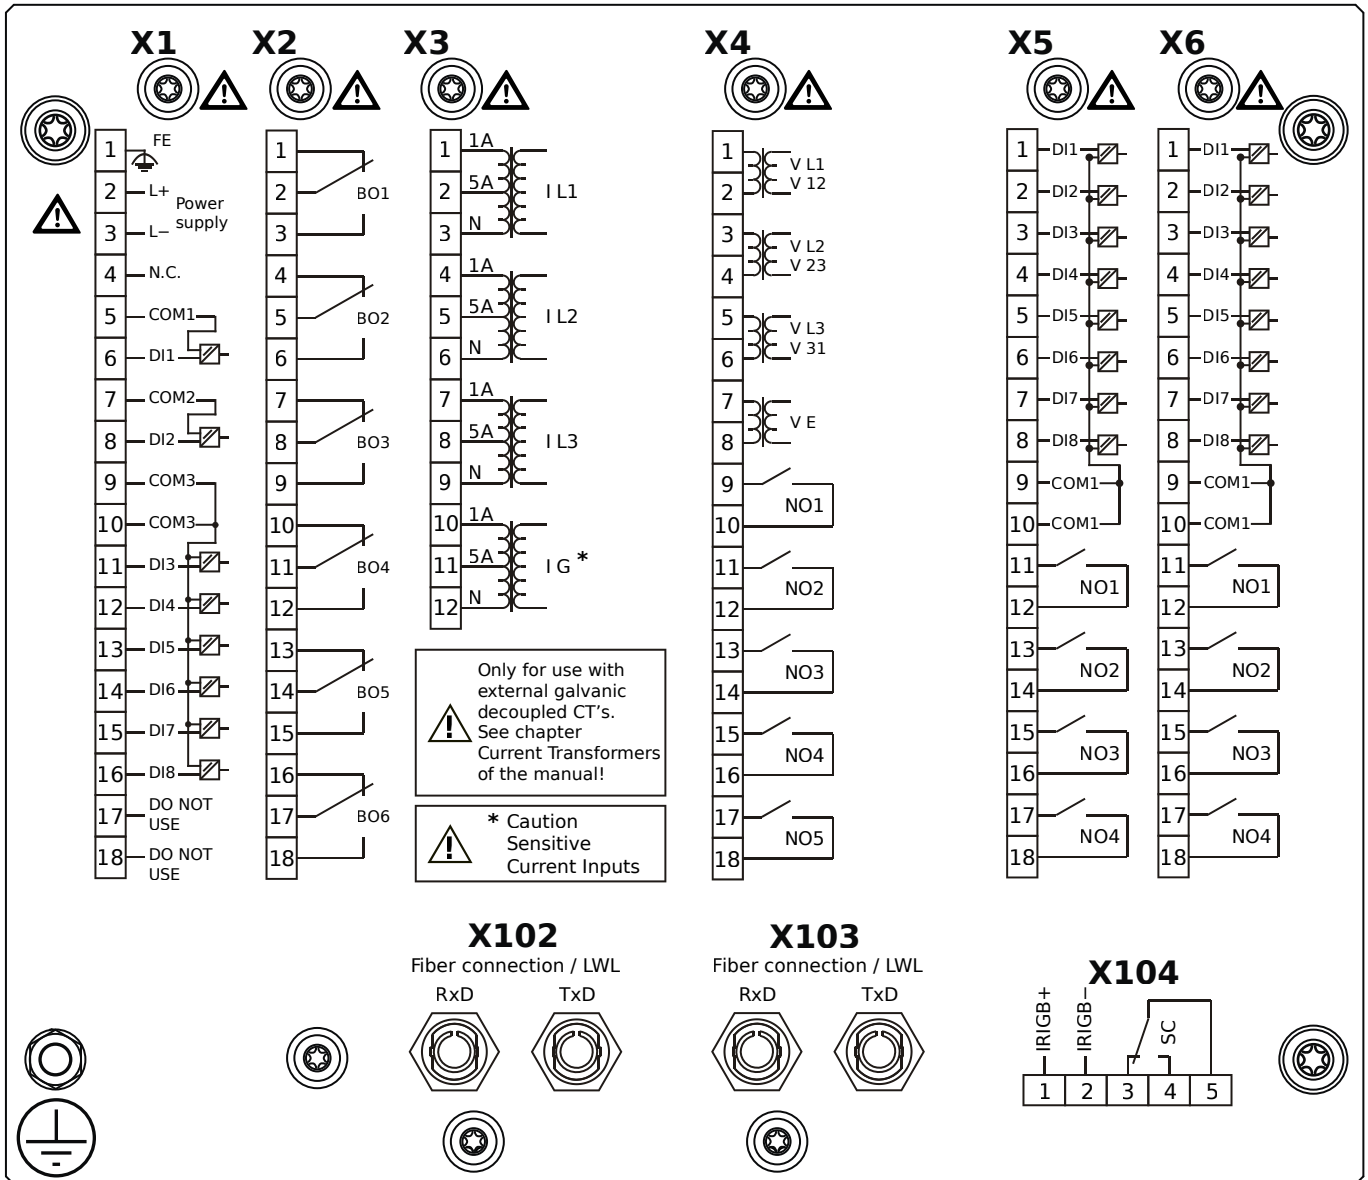 X1
X2
X3
X4
X5
X6
1
FE
2
L+
Power
supply
3
L−
4
N.C.
5
COM1
6
DI1
7
COM2
8
DI2
9
COM3
10
COM3
11
DI3
12
DI4
13
DI5
14
DI6
15
DI7
16
DI8
17
DO NOT
USE
18
DO NOT
USE
1
2
BO1
3
4
5
BO2
6
7
8
BO3
9
10
11
BO4
12
13
14
BO5
15
16
17
BO6
18
1
1A
2
5A
I L1
3
N
4
1A
5
5A
I L2
6
N
7
1A
8
5A
I L3
9
N
10
1A
11
5A
I G *
12
N
Only for use with
external galvanic
decoupled CT's.
See chapter
Current Transformers
of the manual!
* Caution
Sensitive
Current Inputs
1
V L1
V 12
2
3
V L2
V 23
4
5
V L3
V 31
6
7
V E
8
9
NO1
10
11
NO2
12
13
NO3
14
15
NO4
16
17
NO5
18
1
DI1
2
DI2
3
DI3
4
DI4
5
DI5
6
DI6
7
DI7
8
DI8
9
COM1
10
COM1
11
NO1
12
13
NO2
14
15
NO3
16
17
NO4
18
1
DI1
2
DI2
3
DI3
4
DI4
5
DI5
6
DI6
7
DI7
8
DI8
9
COM1
10
COM1
11
NO1
12
13
NO2
14
15
NO3
16
17
NO4
18
X102
Fiber connection / LWL
RxD
TxD
X103
Fiber connection / LWL
RxD
TxD
X104
IRIGB+
IRIGB−
SC
1
2
3
4
5